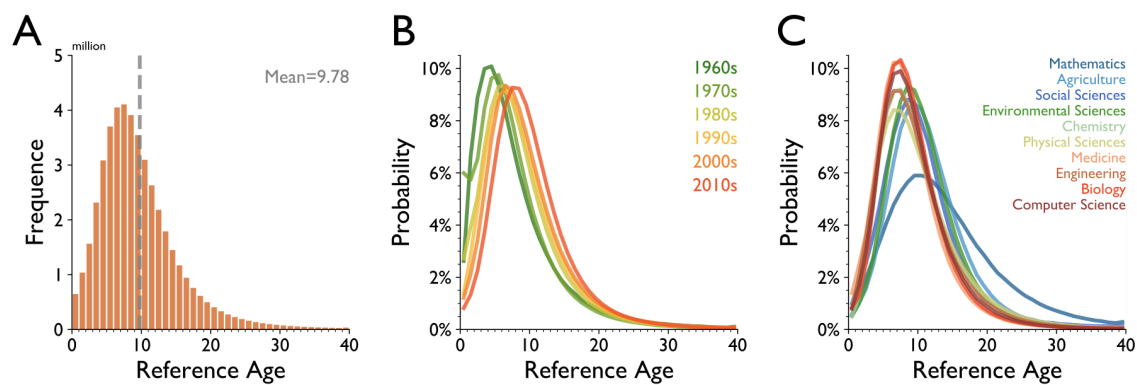 A
million
5
4
3
2
1
0
Frequence
Mean=9.78
0 10 20 30 40
Reference Age
B
10%
8%
6%
4%
2%
0%
Probability
1960s
1970s
1980s
1990s
2000s
2010s
0 10 20 30 40
Reference Age
C
10%
8%
6%
4%
2%
0%
Probability
Mathematics
Agriculture
Social Sciences
Environmental Sciences
Chemistry
Physical Sciences
Medicine
Engineering
Biology
Computer Science
0 10 20 30 40
Reference Age